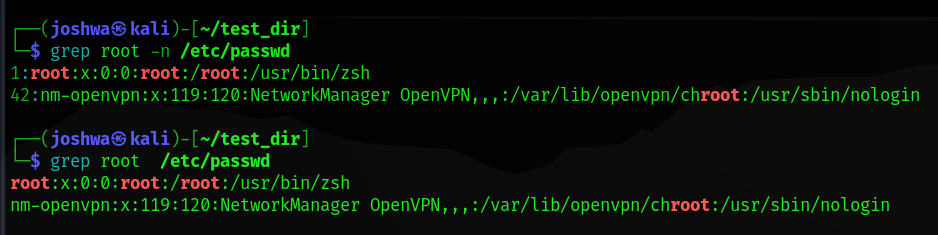 ┌──(joshwa㉿kali)-[~/test_dir]
└─$ grep root -n /etc/passwd
1:root:x:0:0:root:/root:/usr/bin/zsh
42:nm-openvpn:x:119:120:NetworkManager OpenVPN,,,:/var/lib/openvpn/chroot:/usr/sbin/nologin
┌──(joshwa㉿kali)-[~/test_dir]
└─$ grep root  /etc/passwd
root:x:0:0:root:/root:/usr/bin/zsh
nm-openvpn:x:119:120:NetworkManager OpenVPN,,,:/var/lib/openvpn/chroot:/usr/sbin/nologin